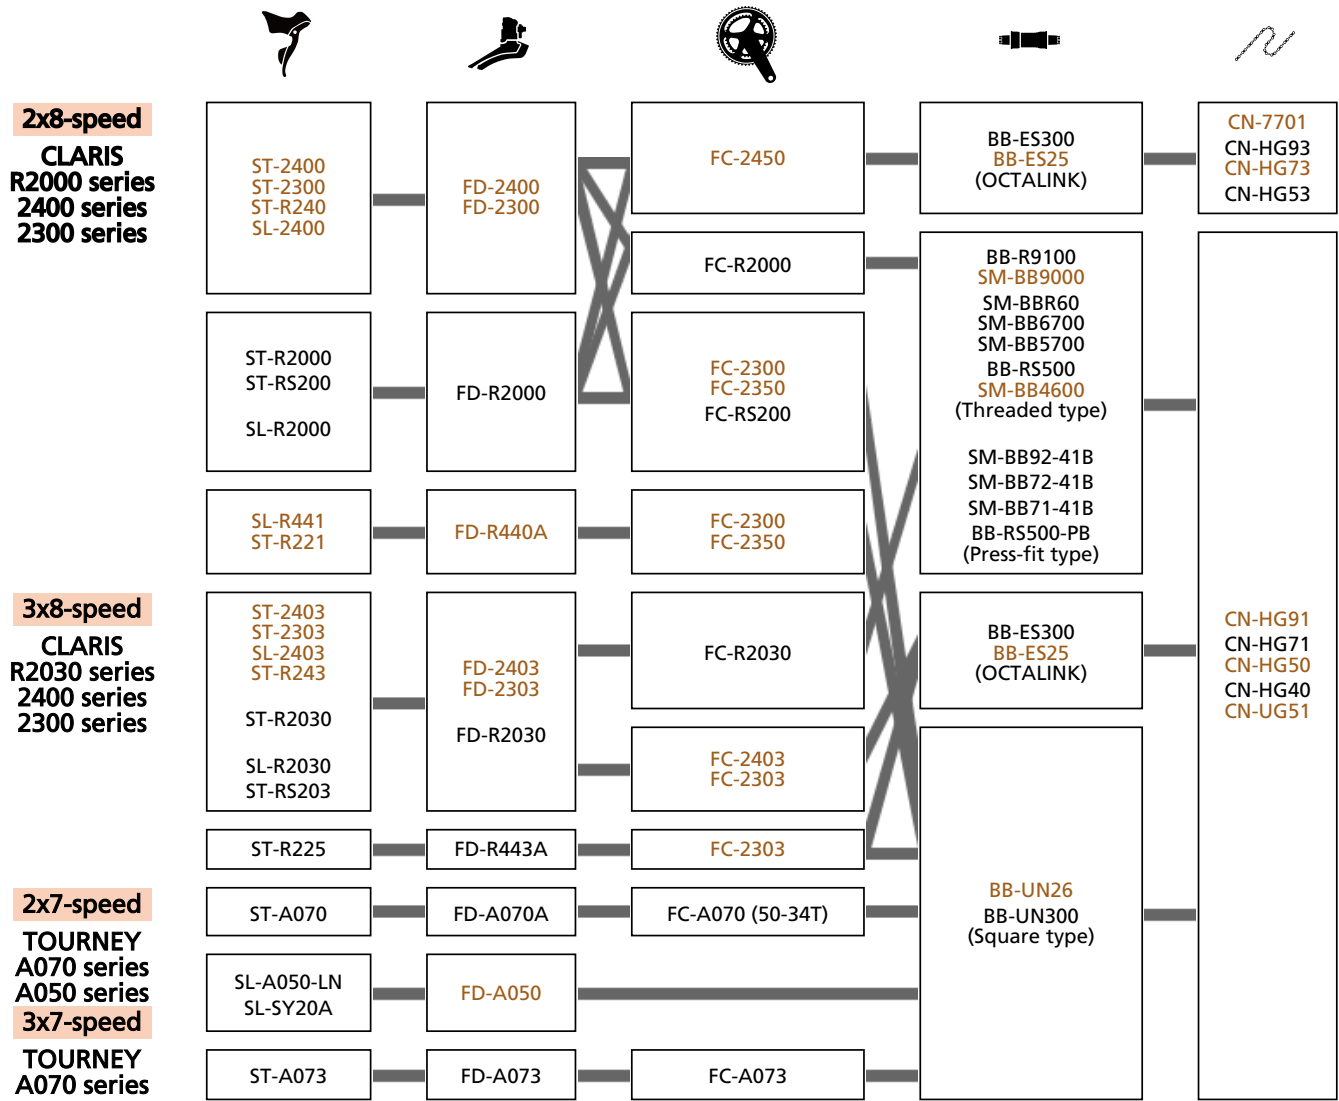 2x8-speed
CLARIS
R2000 series
2400 series
2300 series
ST-2400
ST-2300
ST-R240
SL-2400
FD-2400
FD-2300
FC-2450
BB-ES300
BB-ES25
(OCTALINK)
CN-7701
CN-HG93
CN-HG73
CN-HG53
FC-R2000
BB-R9100
SM-BB9000
SM-BBR60
SM-BB6700
SM-BB5700
BB-RS500
SM-BB4600
(Threaded type)
SM-BB92-41B
SM-BB72-41B
SM-BB71-41B
BB-RS500-PB
(Press-fit type)
ST-R2000
ST-RS200
SL-R2000
FD-R2000
FC-2300
FC-2350
FC-RS200
SL-R441
ST-R221
FD-R440A
FC-2300
FC-2350
3x8-speed
CLARIS
R2030 series
2400 series
2300 series
ST-2403
ST-2303
SL-2403
ST-R243
ST-R2030
SL-R2030
ST-RS203
FD-2403
FD-2303
FD-R2030
FC-R2030
BB-ES300
BB-ES25
(OCTALINK)
CN-HG91
CN-HG71
CN-HG50
CN-HG40
CN-UG51
FC-2403
FC-2303
ST-R225
FD-R443A
FC-2303
2x7-speed
TOURNEY
A070 series
A050 series
ST-A070
FD-A070A
FC-A070 (50-34T)
BB-UN26
BB-UN300
(Square type)
SL-A050-LN
SL-SY20A
FD-A050
3x7-speed
TOURNEY
A070 series
ST-A073
FD-A073
FC-A073